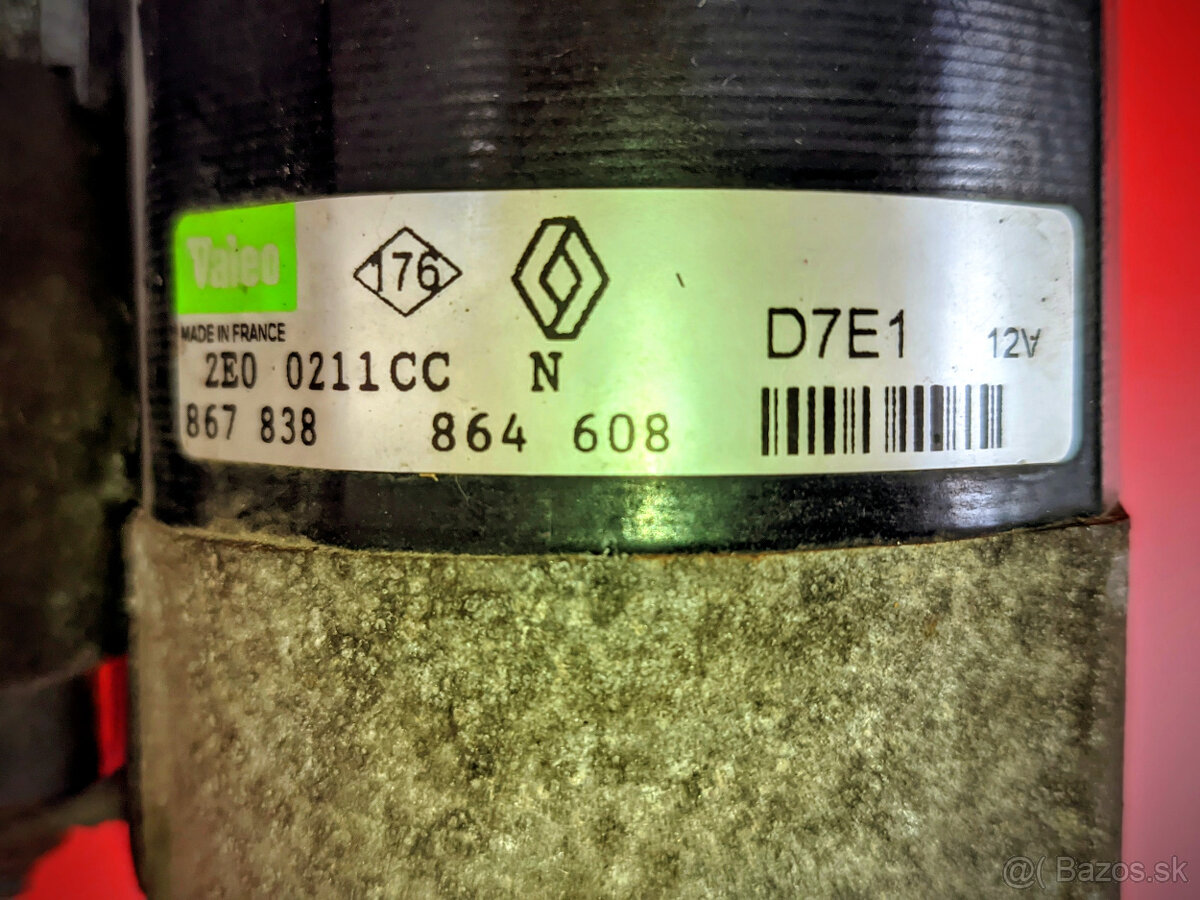 Valeo
176
MADE IN FRANCE
2E0 0211CC N
867 838 864 608
D7E1 12V
@( Bazos.sk